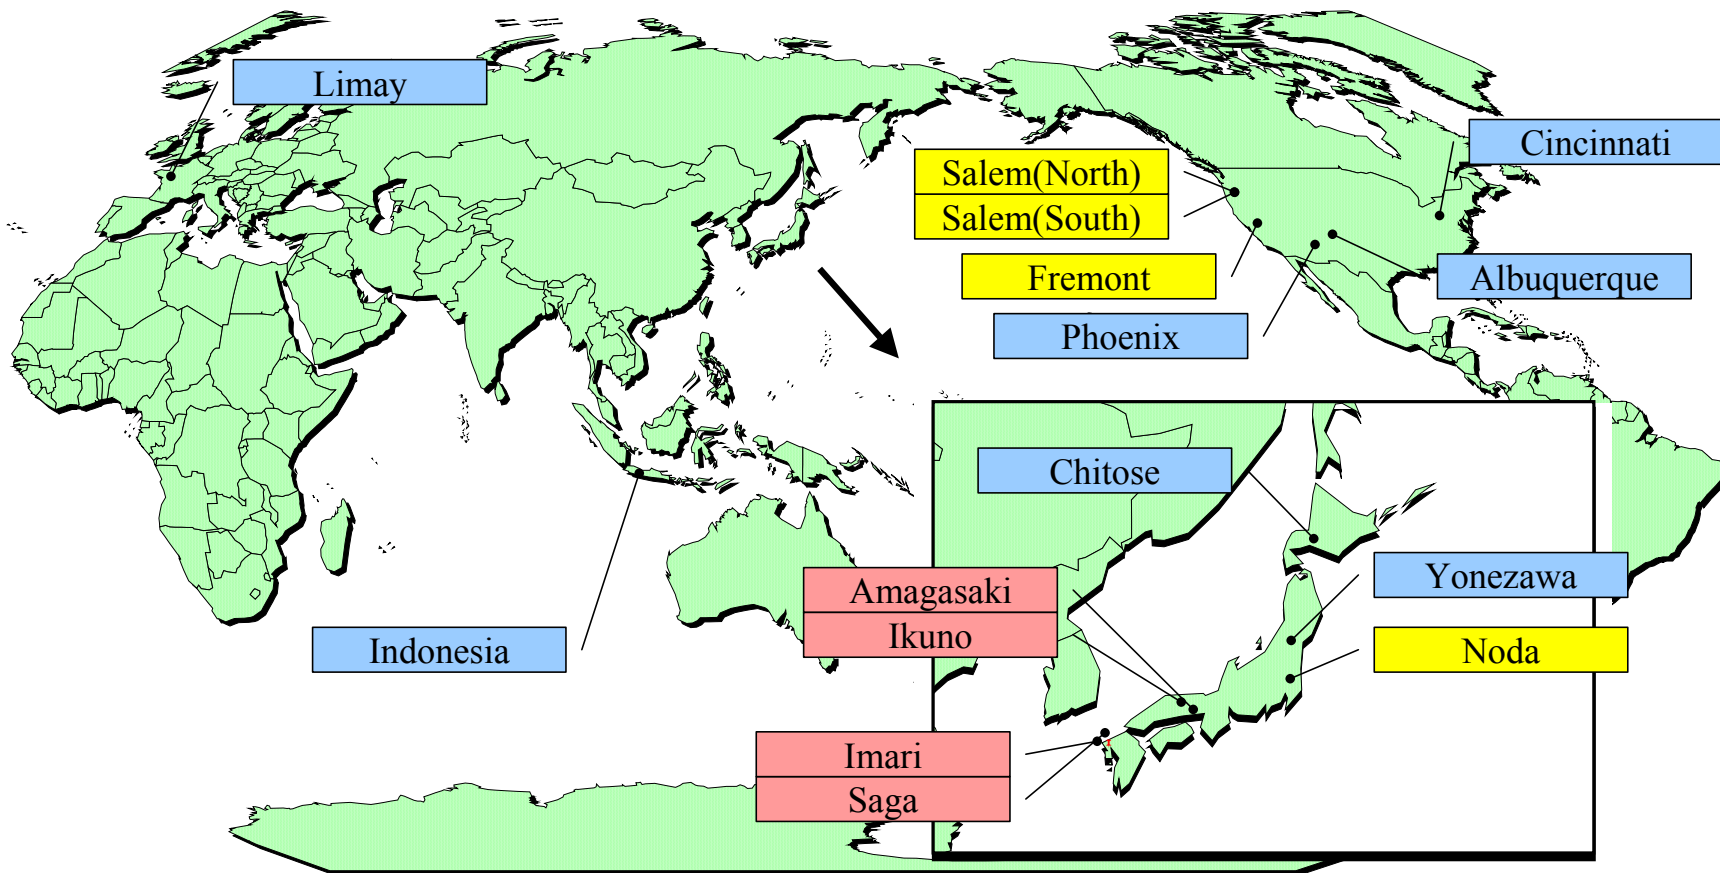 Limay
Cincinnati
Salem(North)
Salem(South)
Fremont
Albuquerque
Phoenix
Chitose
Amagasaki
Yonezawa
Ikuno
Indonesia
Noda
Imari
Saga